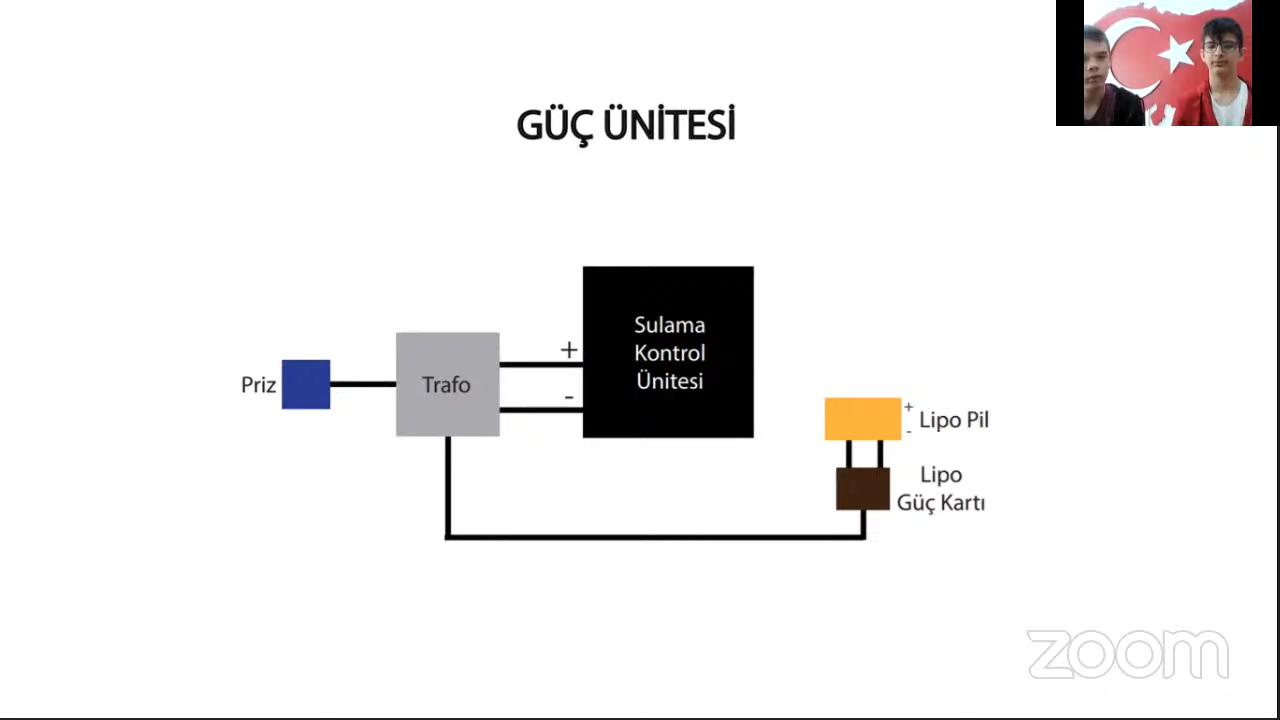 GÜÇ ÜNİTESİ
Sulama
Kontrol
Ünitesi
+
-
Priz
Trafo
+
-
Lipo Pil
Lipo
Güç Kartı
zoom